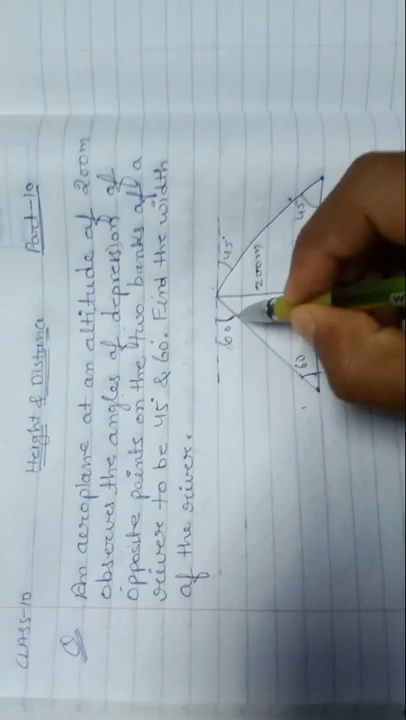 CLASS-10
Height & Distance
Part-10
Q An aeroplane at an altitude of 200m
observes the angles of depression of
opposite points on the two banks of a
river to be 45° & 60°. Find the width
of the river.
60° 45°
200m
60° 45°